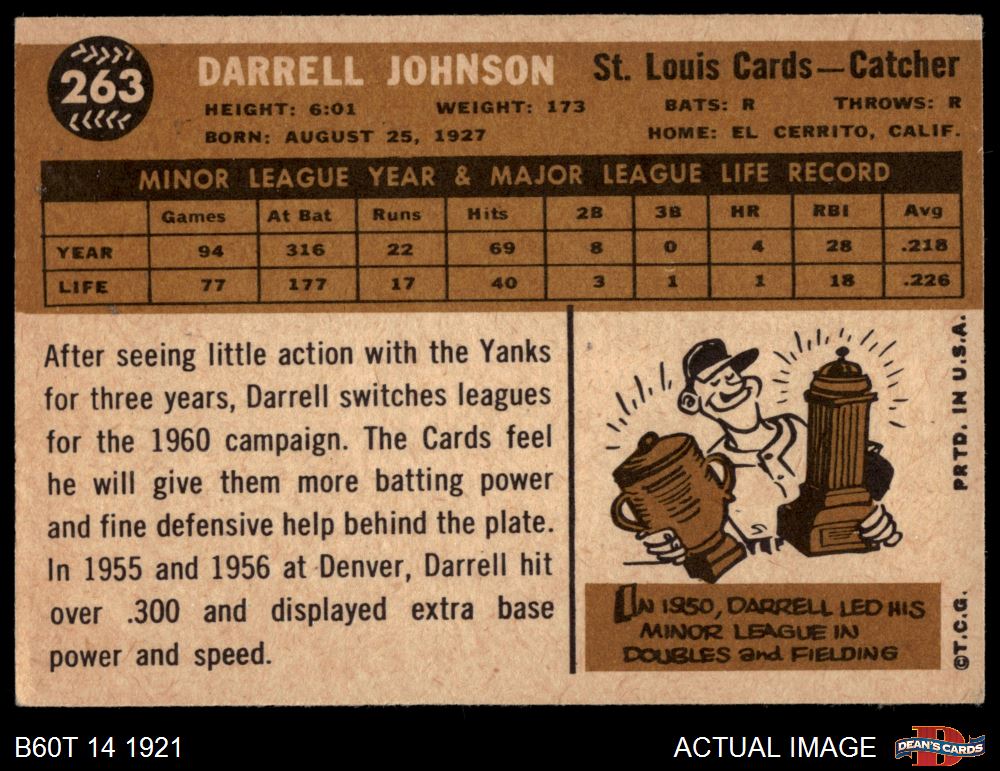 263
DARRELL JOHNSON St. Louis Cards—Catcher
HEIGHT: 6:01 WEIGHT: 173 BATS: R THROWS: R
BORN: AUGUST 25, 1927 HOME: EL CERRITO, CALIF.
MINOR LEAGUE YEAR & MAJOR LEAGUE LIFE RECORD
Games At Bat Runs Hits 2B 3B HR RBI Avg
YEAR 94 316 22 69 8 0 4 28 .218
LIFE 77 177 17 40 3 1 1 18 .226
After seeing little action with the Yanks
for three years, Darrell switches leagues
for the 1960 campaign. The Cards feel
he will give them more batting power
and fine defensive help behind the plate.
In 1955 and 1956 at Denver, Darrell hit
over .300 and displayed extra base
power and speed.
IN 1950, DARRELL LED HIS
MINOR LEAGUE IN
DOUBLES and FIELDING
PRTD. IN U.S.A.
©T.C.G.
B60T 14 1921
ACTUAL IMAGE
D
DEAN'S CARDS